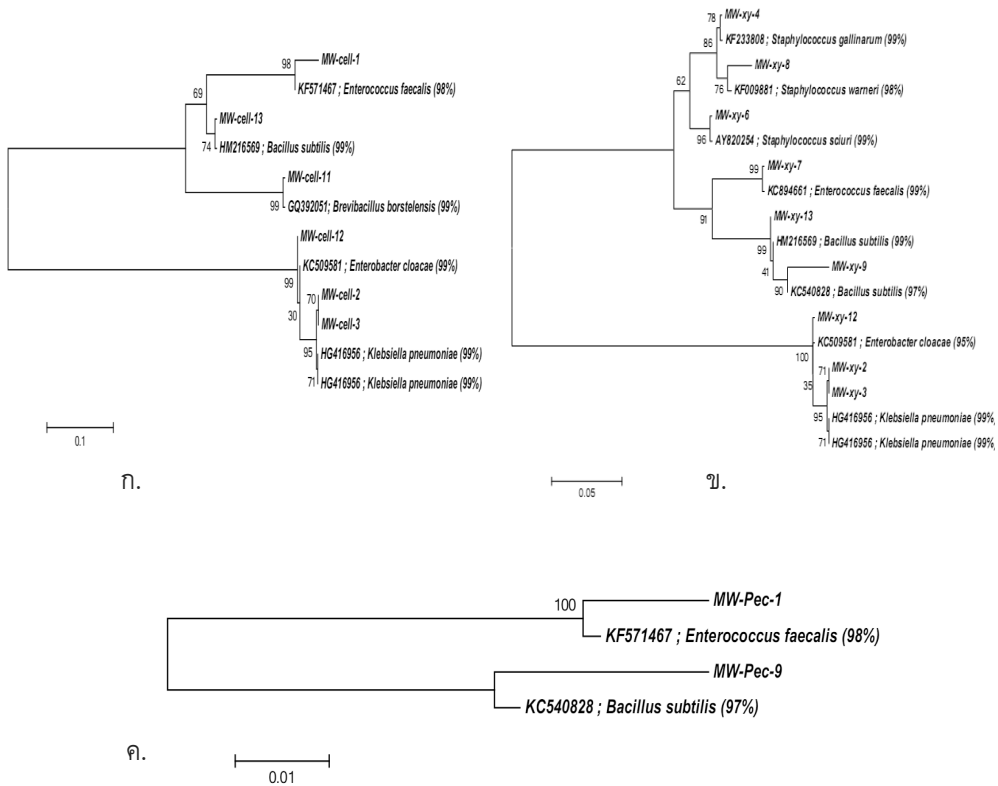 98
MW-cell-1
KF571467 ; Enterococcus faecalis (98%)
69
MW-cell-13
74
HM216569 ; Bacillus subtilis (99%)
MW-cell-11
99
GQ392051; Brevibacillus borstelensis (99%)
MW-cell-12
KC509581 ; Enterobacter cloacae (99%)
99
70
MW-cell-2
30
MW-cell-3
95
HG416956 ; Klebsiella pneumoniae (99%)
71
HG416956 ; Klebsiella pneumoniae (99%)
0.1
ก.
78
MW-xy-4
86
KF233808 ; Staphylococcus gallinarum (99%)
62
MW-xy-8
76
KF009881 ; Staphylococcus warneri (98%)
MW-xy-6
96
AY820254 ; Staphylococcus sciuri (99%)
99
MW-xy-7
KC894661 ; Enterococcus faecalis (99%)
91
MW-xy-13
99
HM216569 ; Bacillus subtilis (99%)
41
MW-xy-9
90
KC540828 ; Bacillus subtilis (97%)
MW-xy-12
KC509581 ; Enterobacter cloacae (95%)
100
71
MW-xy-2
35
MW-xy-3
95
HG416956 ; Klebsiella pneumoniae (99%)
71
HG416956 ; Klebsiella pneumoniae (99%)
0.05
ข.
100
MW-Pec-1
KF571467 ; Enterococcus faecalis (98%)
MW-Pec-9
KC540828 ; Bacillus subtilis (97%)
ค.
0.01